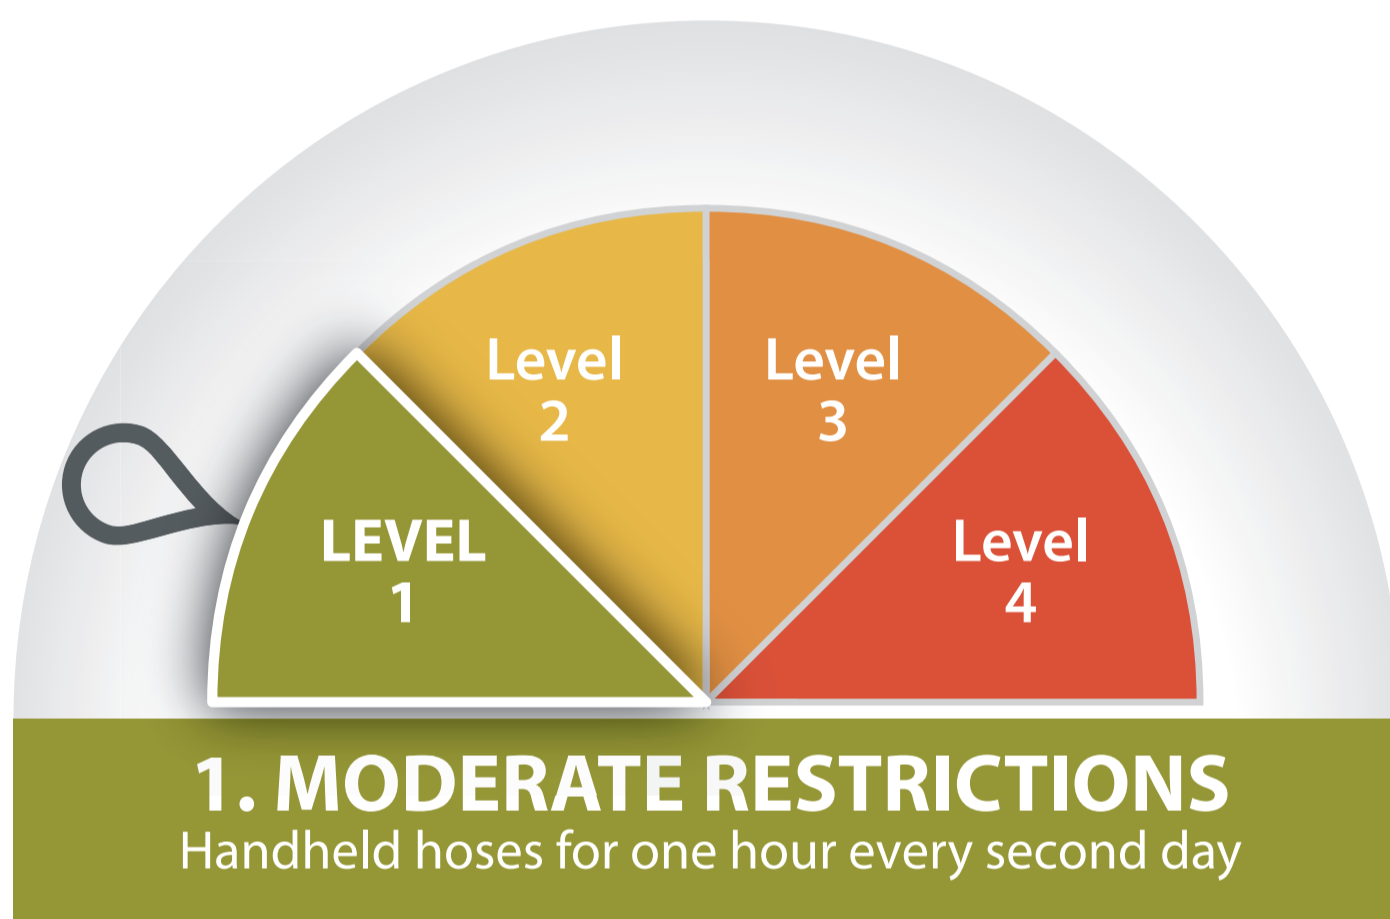 Level
2
Level
3
LEVEL
1
Level
4
1. MODERATE RESTRICTIONS
Handheld hoses for one hour every second day